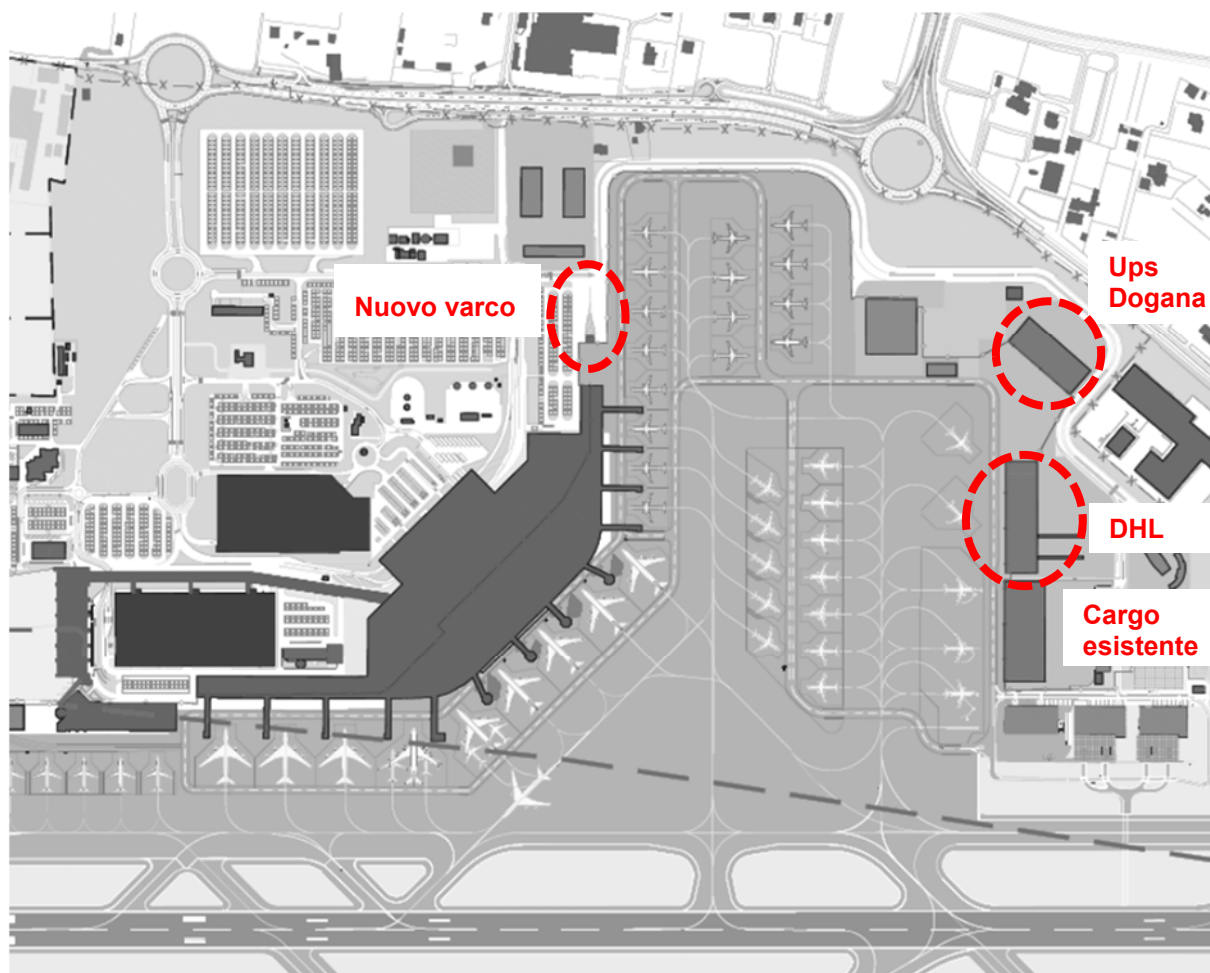 Nuovo varco
Ups
Dogana
DHL
Cargo
esistente